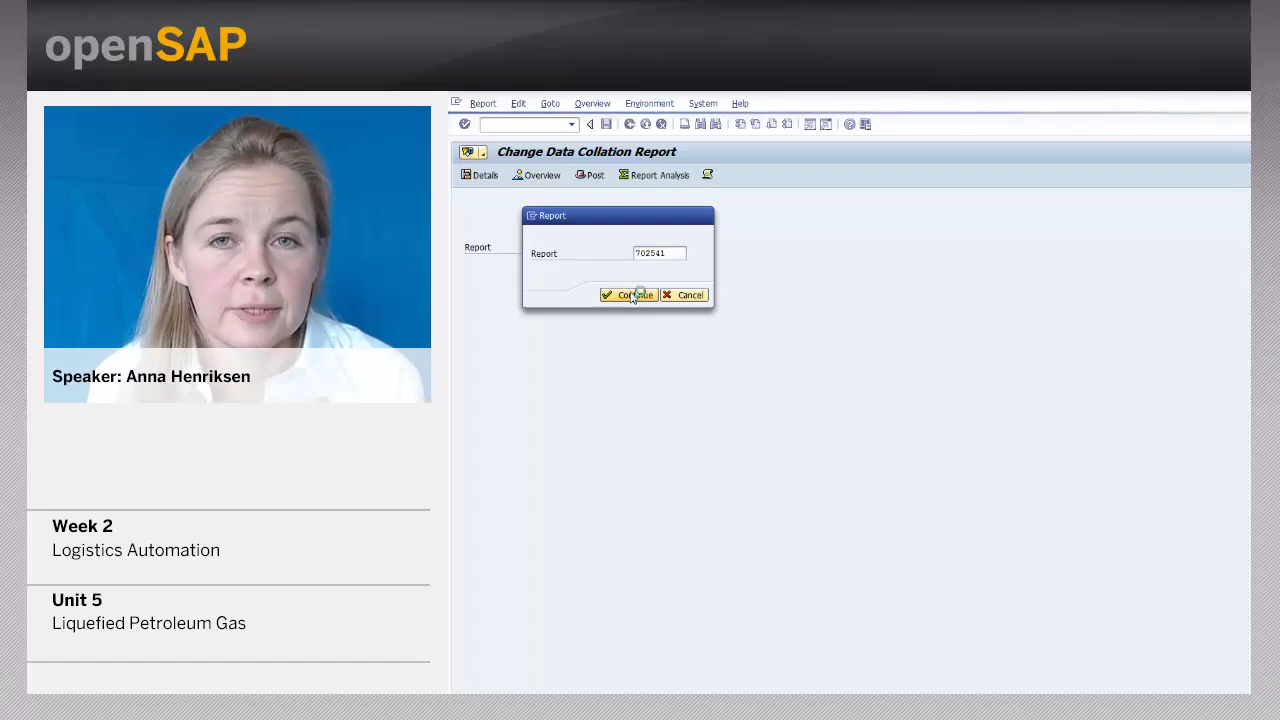 openSAP
Report Edit Goto Overview Environment System Help
Change Data Collation Report
Details Overview Post Report Analysis
Report
Report
Report 702541
Continue Cancel
Speaker: Anna Henriksen
Week 2
Logistics Automation
Unit 5
Liquefied Petroleum Gas